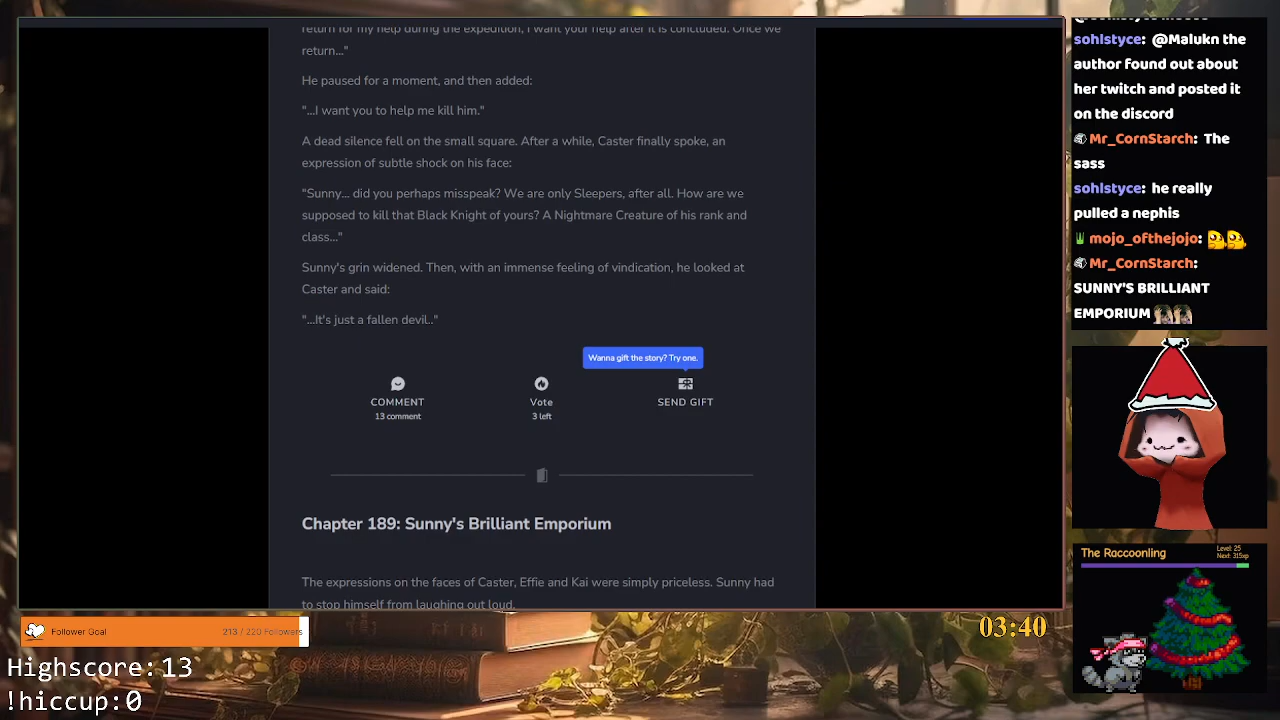 return for my help during the expedition, I want your help after it is concluded. Once we
return..."
He paused for a moment, and then added:
"...I want you to help me kill him."
A dead silence fell on the small square. After a while, Caster finally spoke, an
expression of subtle shock on his face:
"Sunny... did you perhaps misspeak? We are only Sleepers, after all. How are we
supposed to kill that Black Knight of yours? A Nightmare Creature of his rank and
class..."
Sunny's grin widened. Then, with an immense feeling of vindication, he looked at
Caster and said:
"...It's just a fallen devil.."
Wanna gift the story? Try one.
COMMENT
13 comment
Vote
3 left
SEND GIFT
Chapter 189: Sunny's Brilliant Emporium
The expressions on the faces of Caster, Effie and Kai were simply priceless. Sunny had
to stop himself from laughing out loud.
sohlstyce: @Malukn the
author found out about
her twitch and posted it
on the discord
Mr_CornStarch: The
sass
sohlstyce: he really
pulled a nephis
mojo_ofthejojo:
Mr_CornStarch:
SUNNY'S BRILLIANT
EMPORIUM
The Raccoonling
Level: 25
Next: 315xp
Follower Goal
213 / 220 Followers
03:40
Highscore:13
!hiccup:0